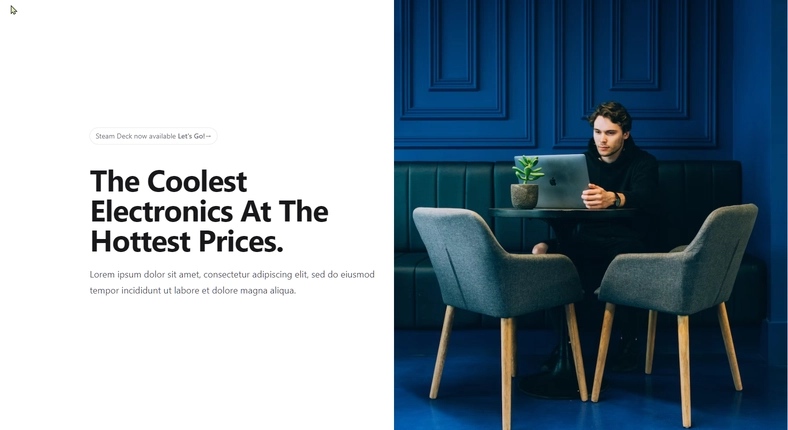 Steam Deck now available Let's Go! →
The Coolest
Electronics At The
Hottest Prices.
Lorem ipsum dolor sit amet, consectetur adipiscing elit, sed do eiusmod
tempor incididunt ut labore et dolore magna aliqua.